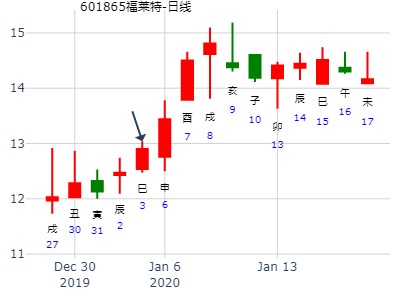 601865福莱特-日线
15
14
13
12
11
戌
27
丑
30
寅
31
辰
2
巳
3
申
6
酉
7
戌
8
亥
9
子
10
卯
13
辰
14
巳
15
午
16
未
17
Dec 30
2019
Jan 6
2020
Jan 13